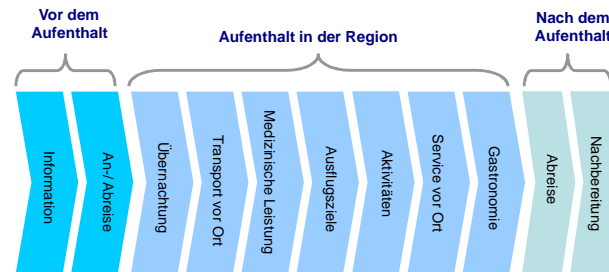 Vor dem
Aufenthalt
Aufenthalt in der Region
Nach dem
Aufenthalt
Information
An-/ Abreise
Übernachtung
Transport vor Ort
Medizinische Leistung
Ausflugsziele
Aktivitäten
Service vor Ort
Gastronomie
Abreise
Nachbereitung